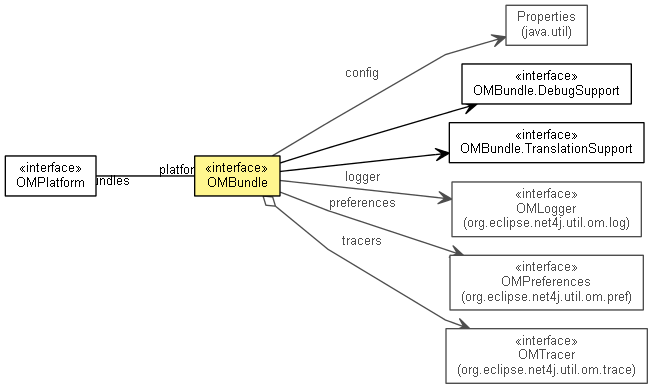 Properties
(java.util)
config
«interface»
OMBundle.DebugSupport
«interface»
OMBundle.TranslationSupport
«interface»
OMPlatform
«interface»
OMBundle
logger
«interface»
OMLogger
(org.eclipse.net4j.util.om.log)
preferences
«interface»
OMPreferences
(org.eclipse.net4j.util.om.pref)
tracers
«interface»
OMTracer
(org.eclipse.net4j.util.om.trace)